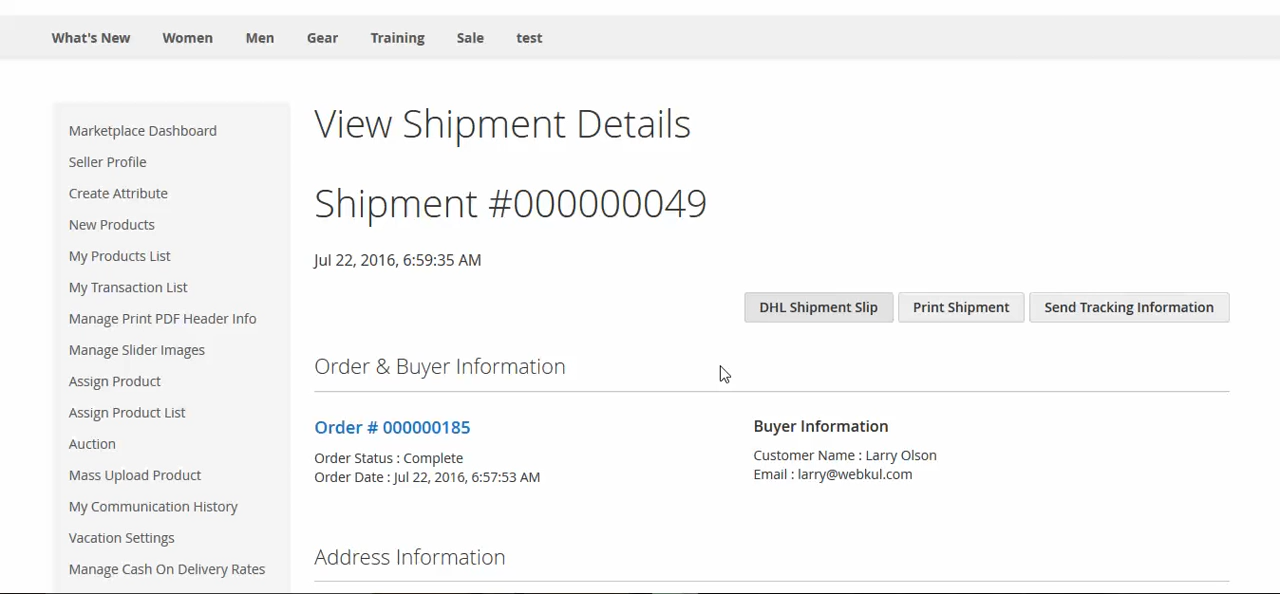 What's New Women Men Gear Training Sale test
Marketplace Dashboard
Seller Profile
Create Attribute
New Products
My Products List
My Transaction List
Manage Print PDF Header Info
Manage Slider Images
Assign Product
Assign Product List
Auction
Mass Upload Product
My Communication History
Vacation Settings
Manage Cash On Delivery Rates
View Shipment Details
Shipment #000000049
Jul 22, 2016, 6:59:35 AM
DHL Shipment Slip Print Shipment Send Tracking Information
Order & Buyer Information
Order # 000000185
Order Status : Complete
Order Date : Jul 22, 2016, 6:57:53 AM
Buyer Information
Customer Name : Larry Olson
Email : larry@webkul.com
Address Information